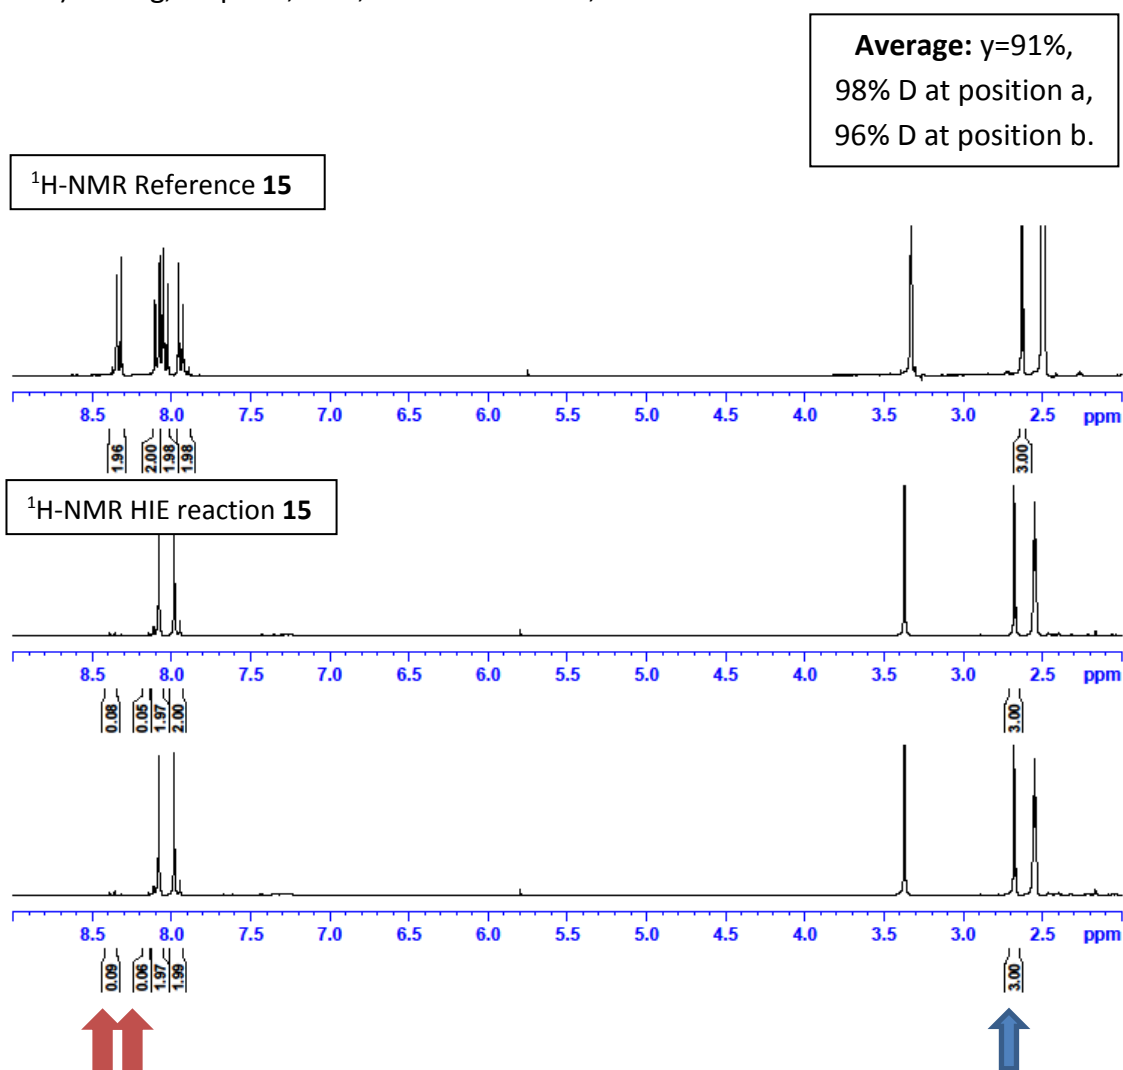 Average: y=91%,
98% D at position a,
96% D at position b.
¹H-NMR Reference 15
8.5 8.0 7.5 7.0 6.5 6.0 5.5 5.0 4.5 4.0 3.5 3.0 2.5 ppm
1.96 2.00 1.98 1.98 3.00
¹H-NMR HIE reaction 15
8.5 8.0 7.5 7.0 6.5 6.0 5.5 5.0 4.5 4.0 3.5 3.0 2.5 ppm
0.08 0.05 1.97 2.00 3.00
8.5 8.0 7.5 7.0 6.5 6.0 5.5 5.0 4.5 4.0 3.5 3.0 2.5 ppm
0.09 0.06 1.97 1.99 3.00